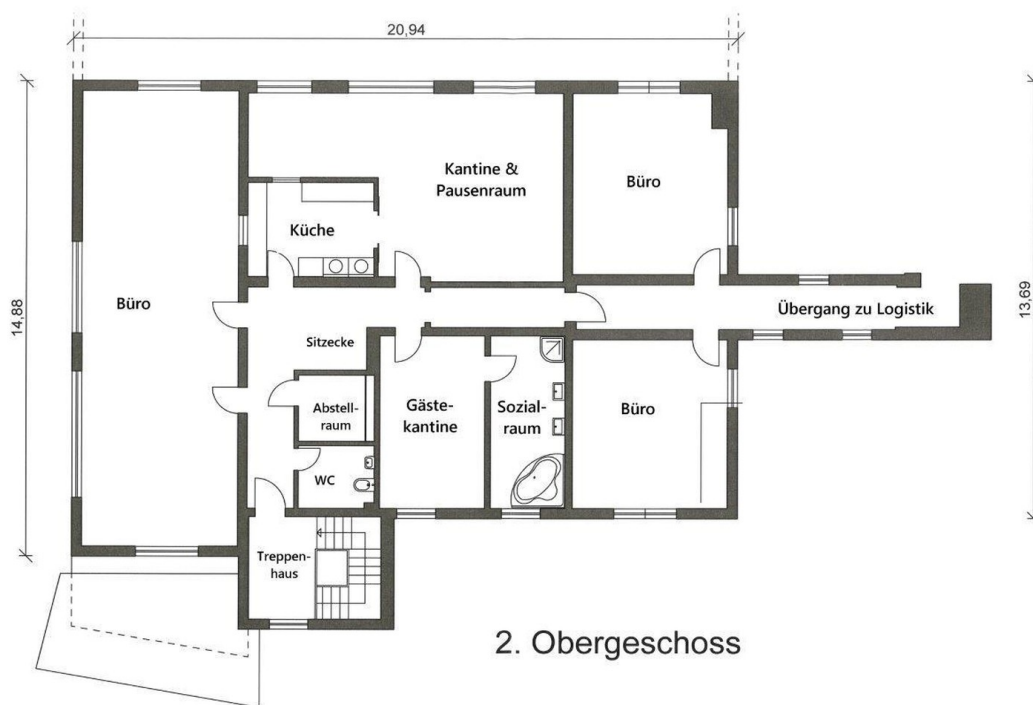 20,94
Kantine &
Pausenraum
Büro
Küche
14,88
Büro
13,69
Übergang zu Logistik
Sitzecke
Abstell-
raum
Gäste-
kantine
Sozial-
raum
Büro
WC
Treppen-
haus
2. Obergeschoss